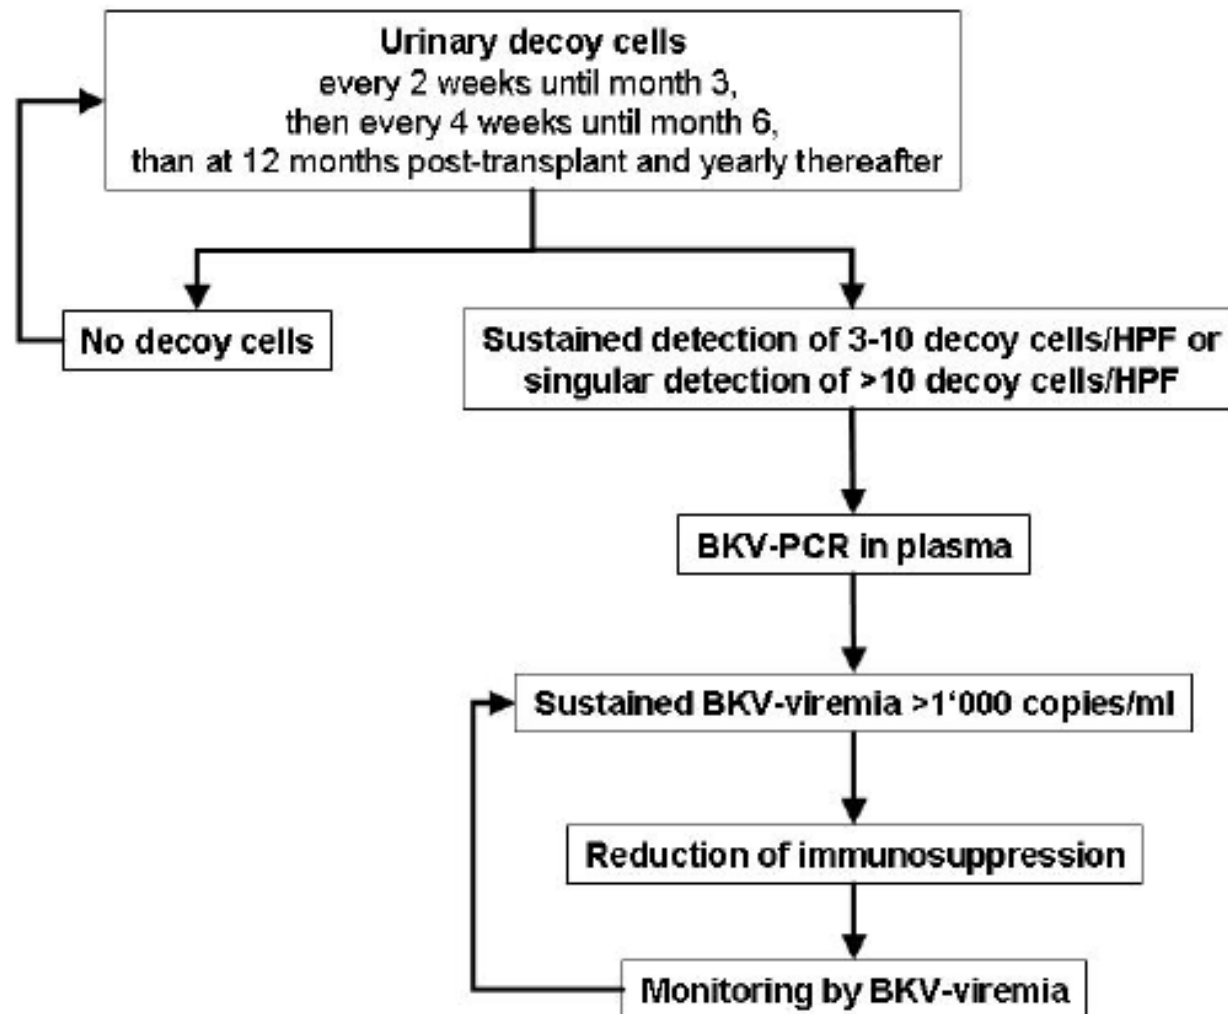 Urinary decoy cells
every 2 weeks until month 3,
then every 4 weeks until month 6,
than at 12 months post-transplant and yearly thereafter
No decoy cells
Sustained detection of 3-10 decoy cells/HPF or
singular detection of >10 decoy cells/HPF
BKV-PCR in plasma
Sustained BKV-viremia >1‘000 copies/ml
Reduction of immunosuppression
Monitoring by BKV-viremia